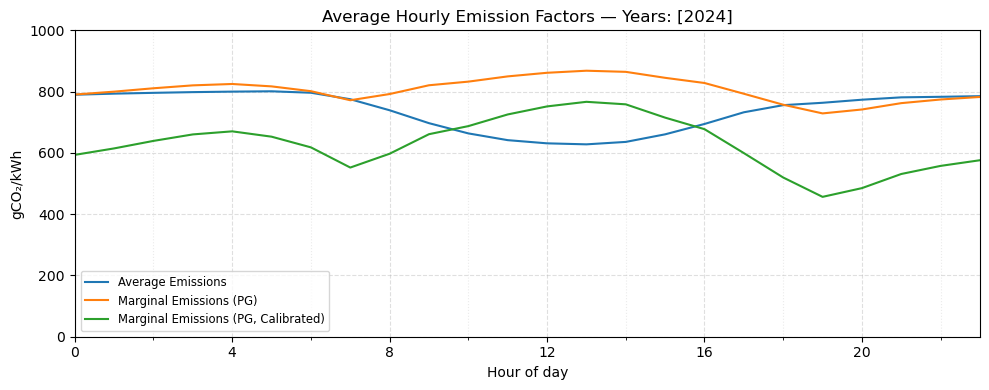 Average Hourly Emission Factors — Years: [2024]
gCO₂/kWh
1000
800
600
400
200
0
Average Emissions
Marginal Emissions (PG)
Marginal Emissions (PG, Calibrated)
0 4 8 12 16 20
Hour of day